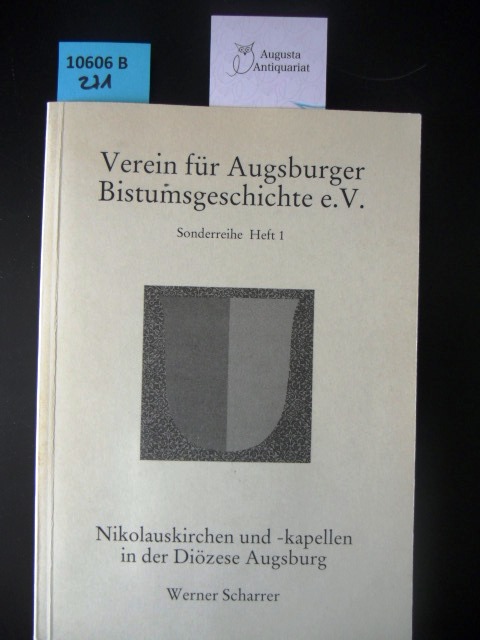 10606 B
221
Augusta
Antiquariat
Verein für Augsburger
Bistumsgeschichte e.V.
Sonderreihe Heft 1
Nikolauskirchen und -kapellen
in der Diözese Augsburg
Werner Scharrer